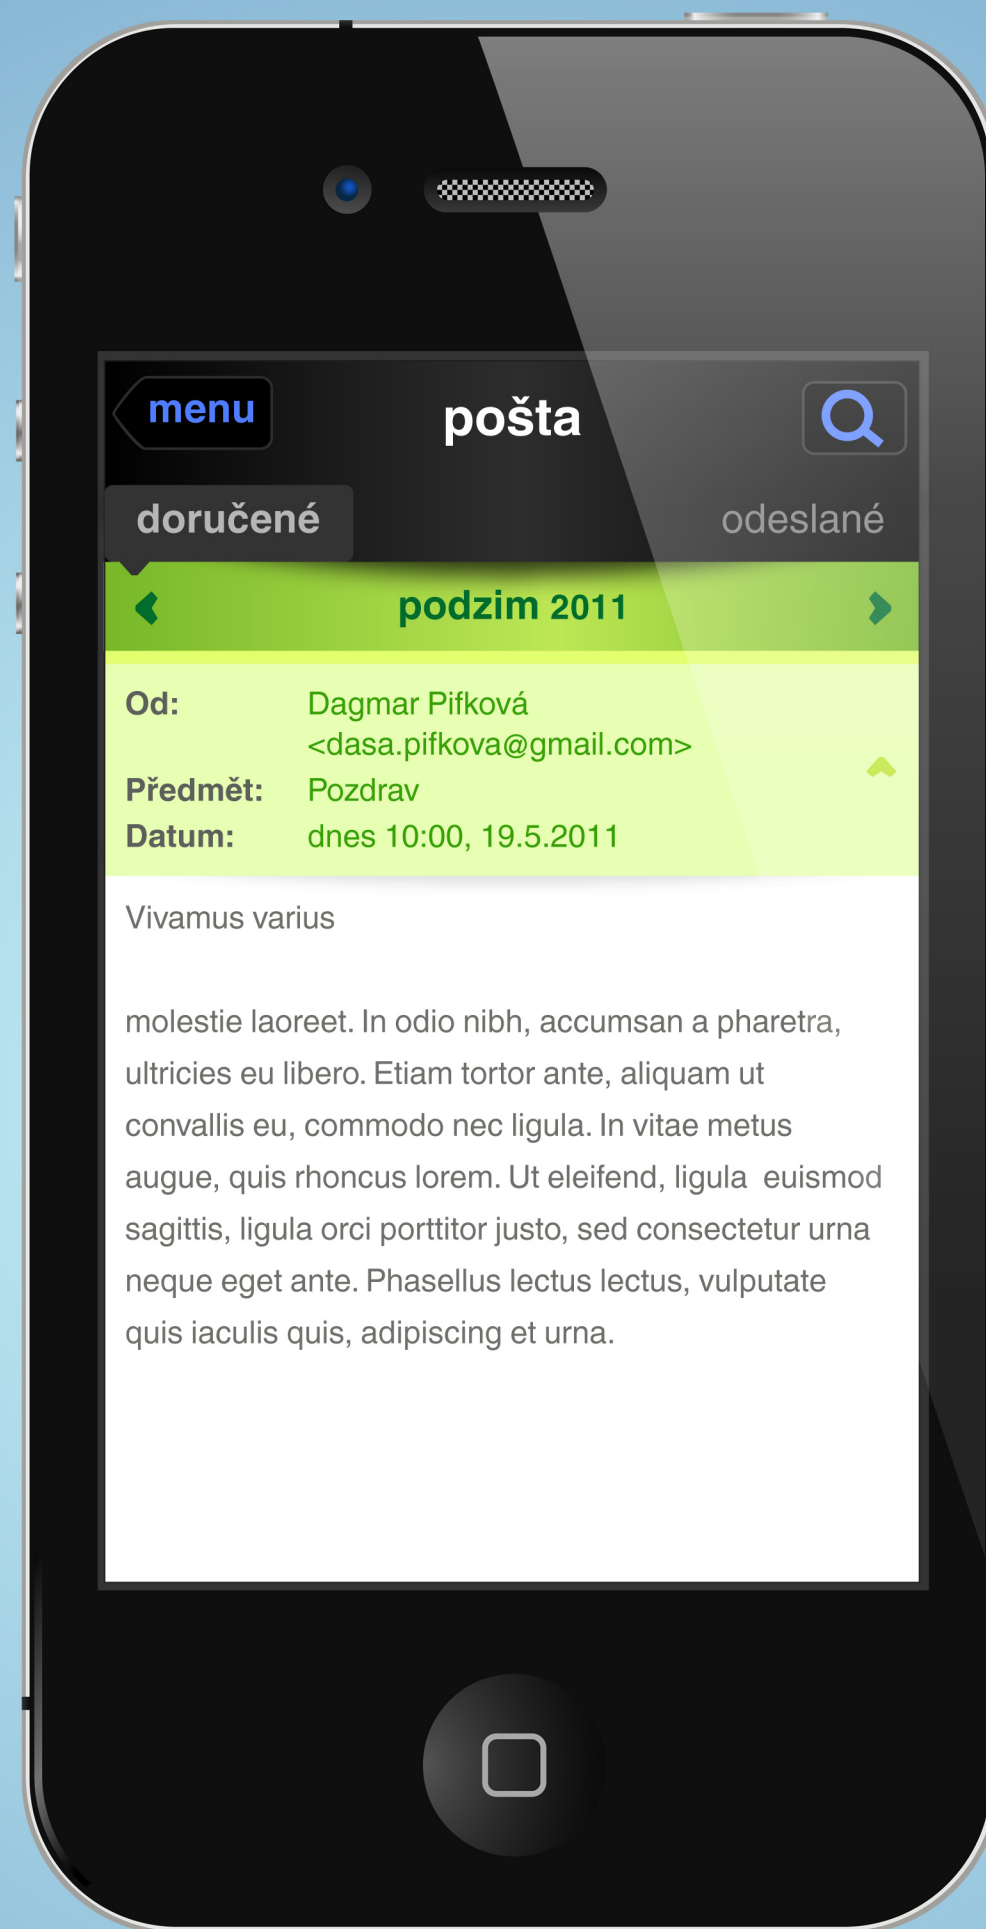 menu
pošta
doručené
odeslané
podzim 2011
Od: Dagmar Pifková
<dasa.pifkova@gmail.com>
Předmět: Pozdrav
Datum: dnes 10:00, 19.5.2011
Vivamus varius
molestie laoreet. In odio nibh, accumsan a pharetra,
ultricies eu libero. Etiam tortor ante, aliquam ut
convallis eu, commodo nec ligula. In vitae metus
augue, quis rhoncus lorem. Ut eleifend, ligula  euismod
sagittis, ligula orci porttitor justo, sed consectetur urna
neque eget ante. Phasellus lectus lectus, vulputate
quis iaculis quis, adipiscing et urna.